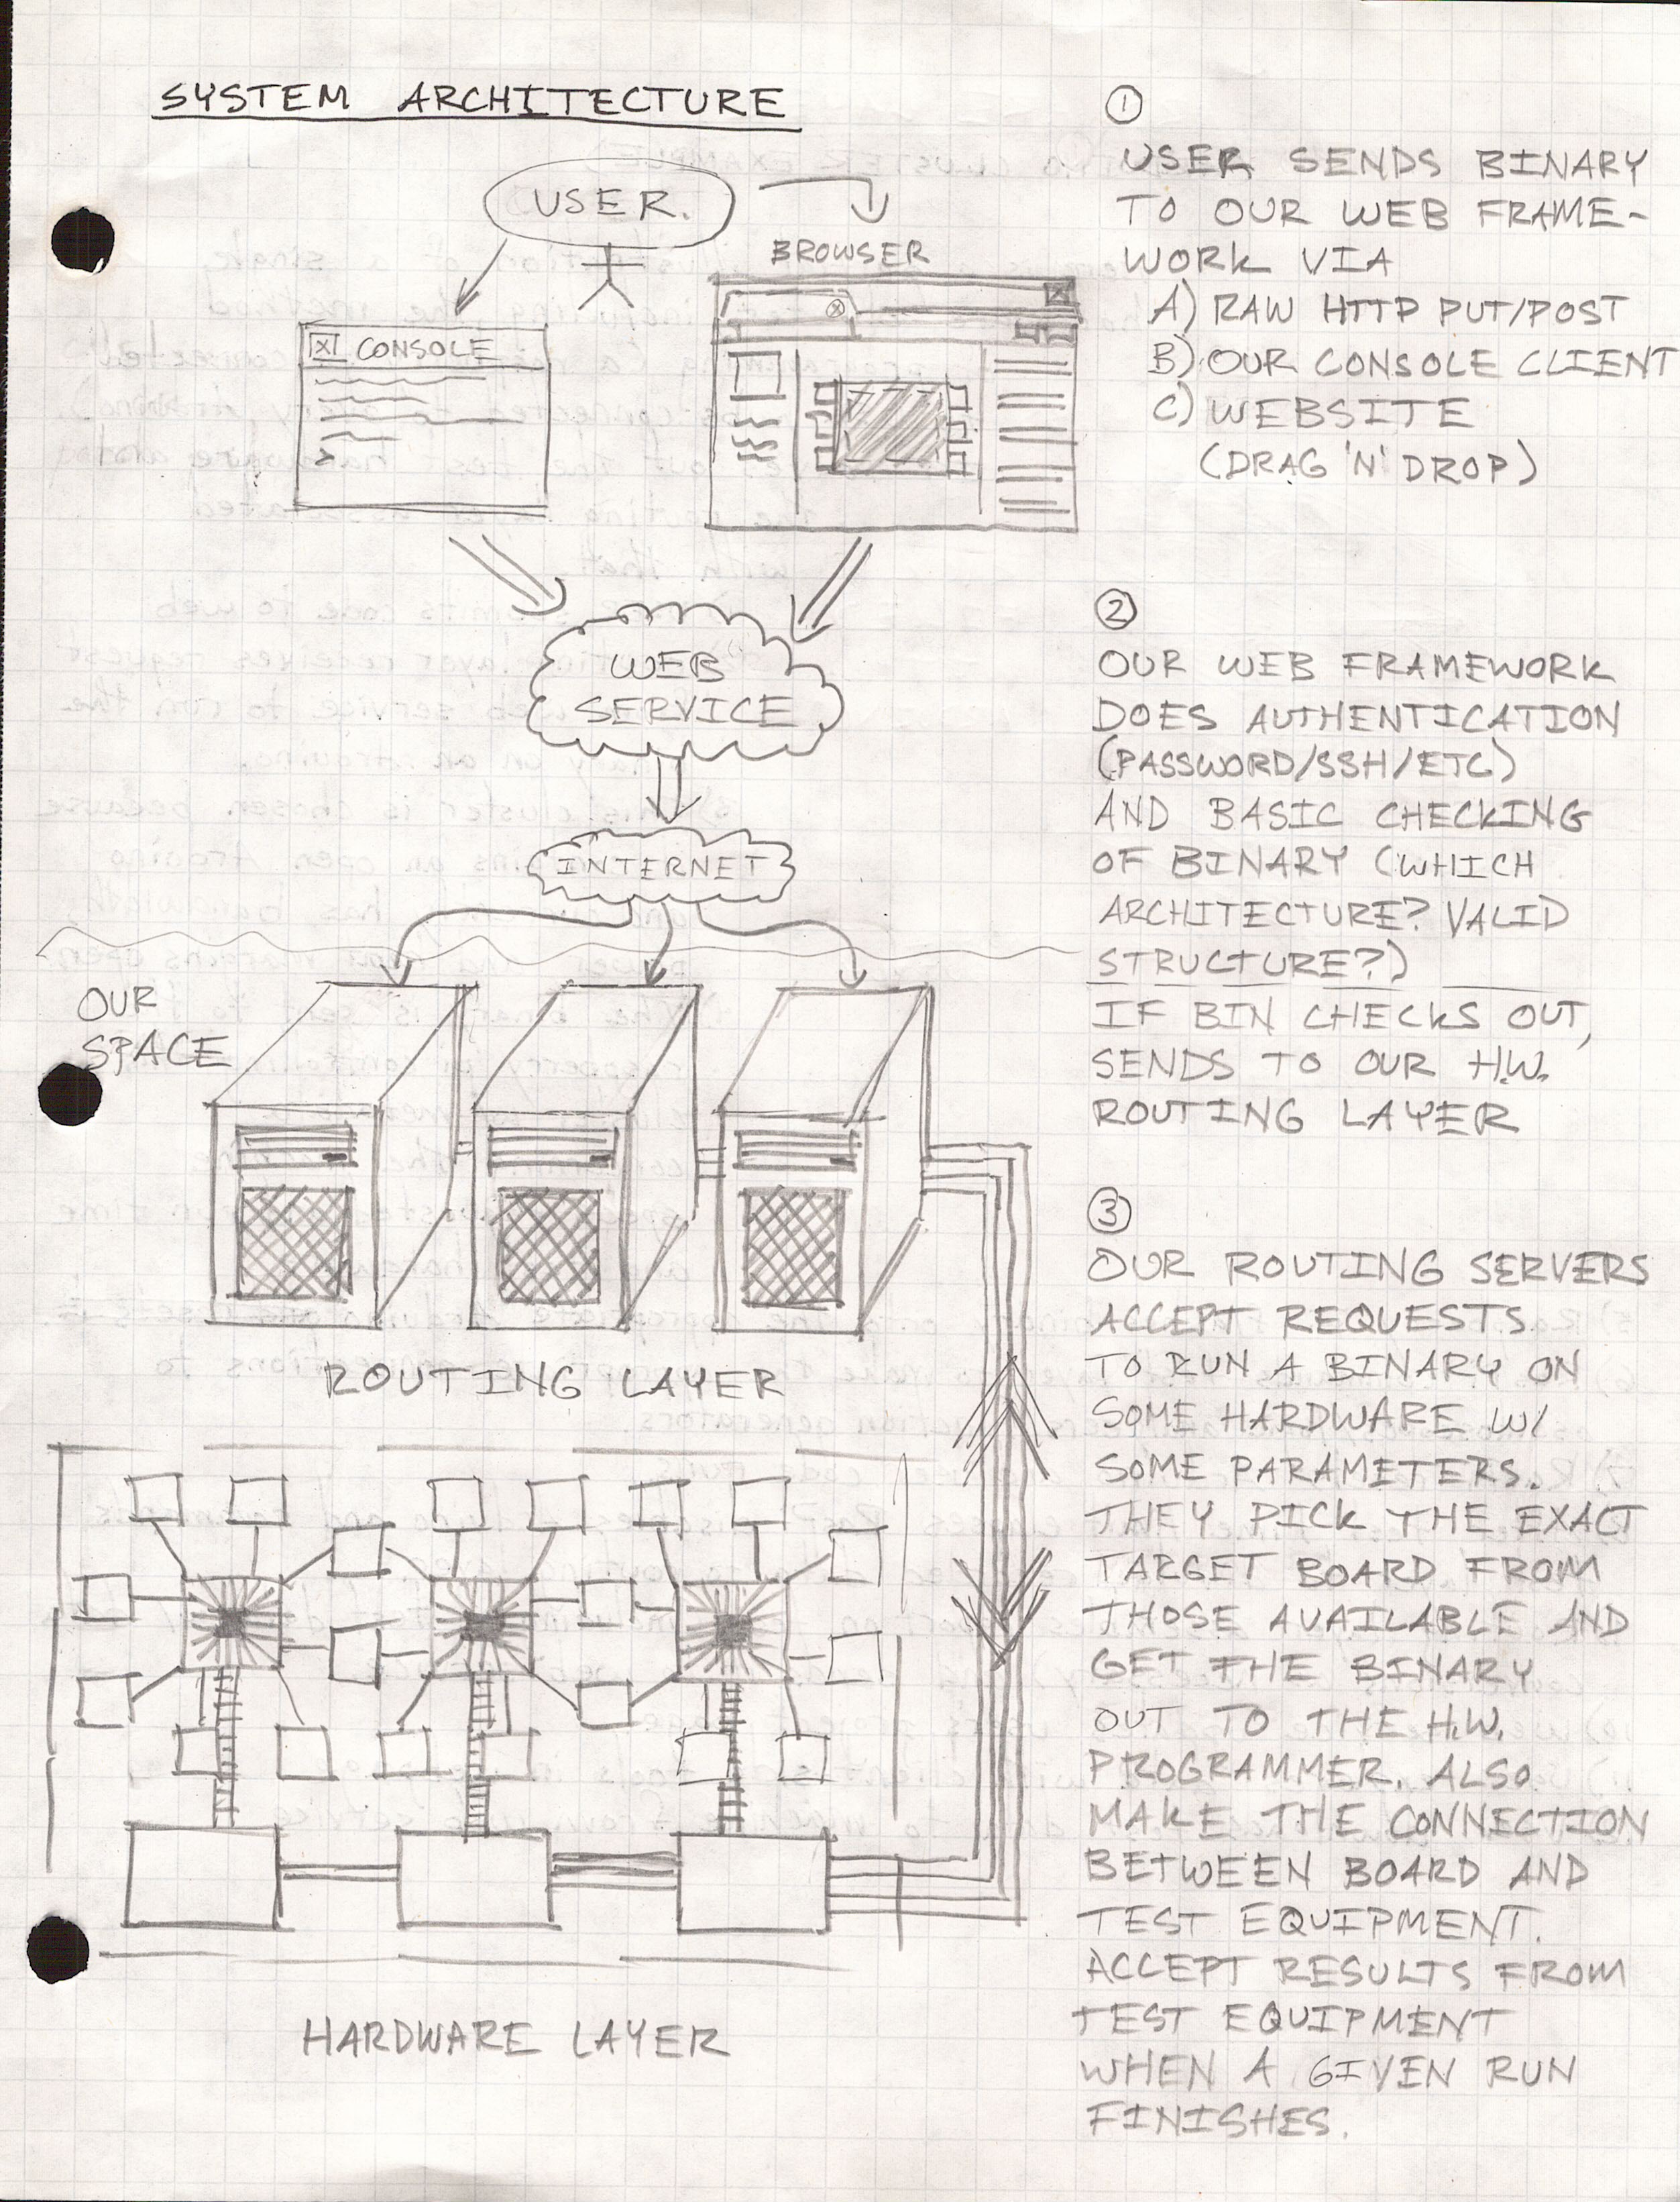 SYSTEM ARCHITECTURE
USER.
BROWSER
CONSOLE
WEB
SERVICE
INTERNET
OUR
SPACE
ROUTING LAYER
HARDWARE LAYER
1
USER SENDS BINARY
TO OUR WEB FRAME-
WORK VIA
A) RAW HTTP PUT/POST
B) OUR CONSOLE CLIENT
C) WEBSITE
(DRAG 'N' DROP)
2
OUR WEB FRAMEWORK
DOES AUTHENTICATION
(PASSWORD/SSH/ETC)
AND BASIC CHECKING
OF BINARY (WHICH
ARCHITECTURE? VALID
STRUCTURE?)
IF BIN CHECKS OUT,
SENDS TO OUR H.W.
ROUTING LAYER
3
OUR ROUTING SERVERS
ACCEPT REQUESTS
TO RUN A BINARY ON
SOME HARDWARE W/
SOME PARAMETERS.
THEY PICK THE EXACT
TARGET BOARD FROM
THOSE AVAILABLE AND
GET THE BINARY
OUT TO THE H.W.
PROGRAMMER. ALSO
MAKE THE CONNECTION
BETWEEN BOARD AND
TEST EQUIPMENT.
ACCEPT RESULTS FROM
TEST EQUIPMENT
WHEN A GIVEN RUN
FINISHES.